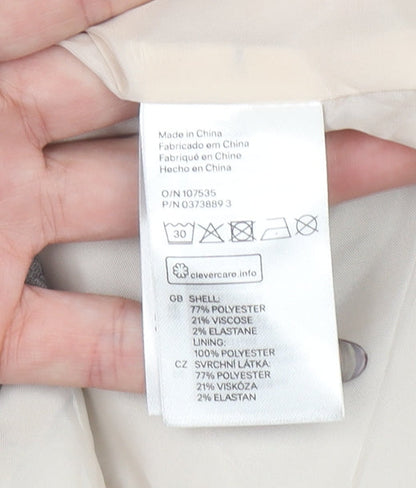 Made in China
Fabricado em China
Fabriqué en Chine
Hecho en China
O/N 107535
P/N 0373889 3
30
clevercare.info
GB SHELL:
77% POLYESTER
21% VISCOSE
2% ELASTANE
LINING:
100% POLYESTER
CZ SVRCHNÍ LÁTKA:
77% POLYESTER
21% VISKÓZA
2% ELASTAN